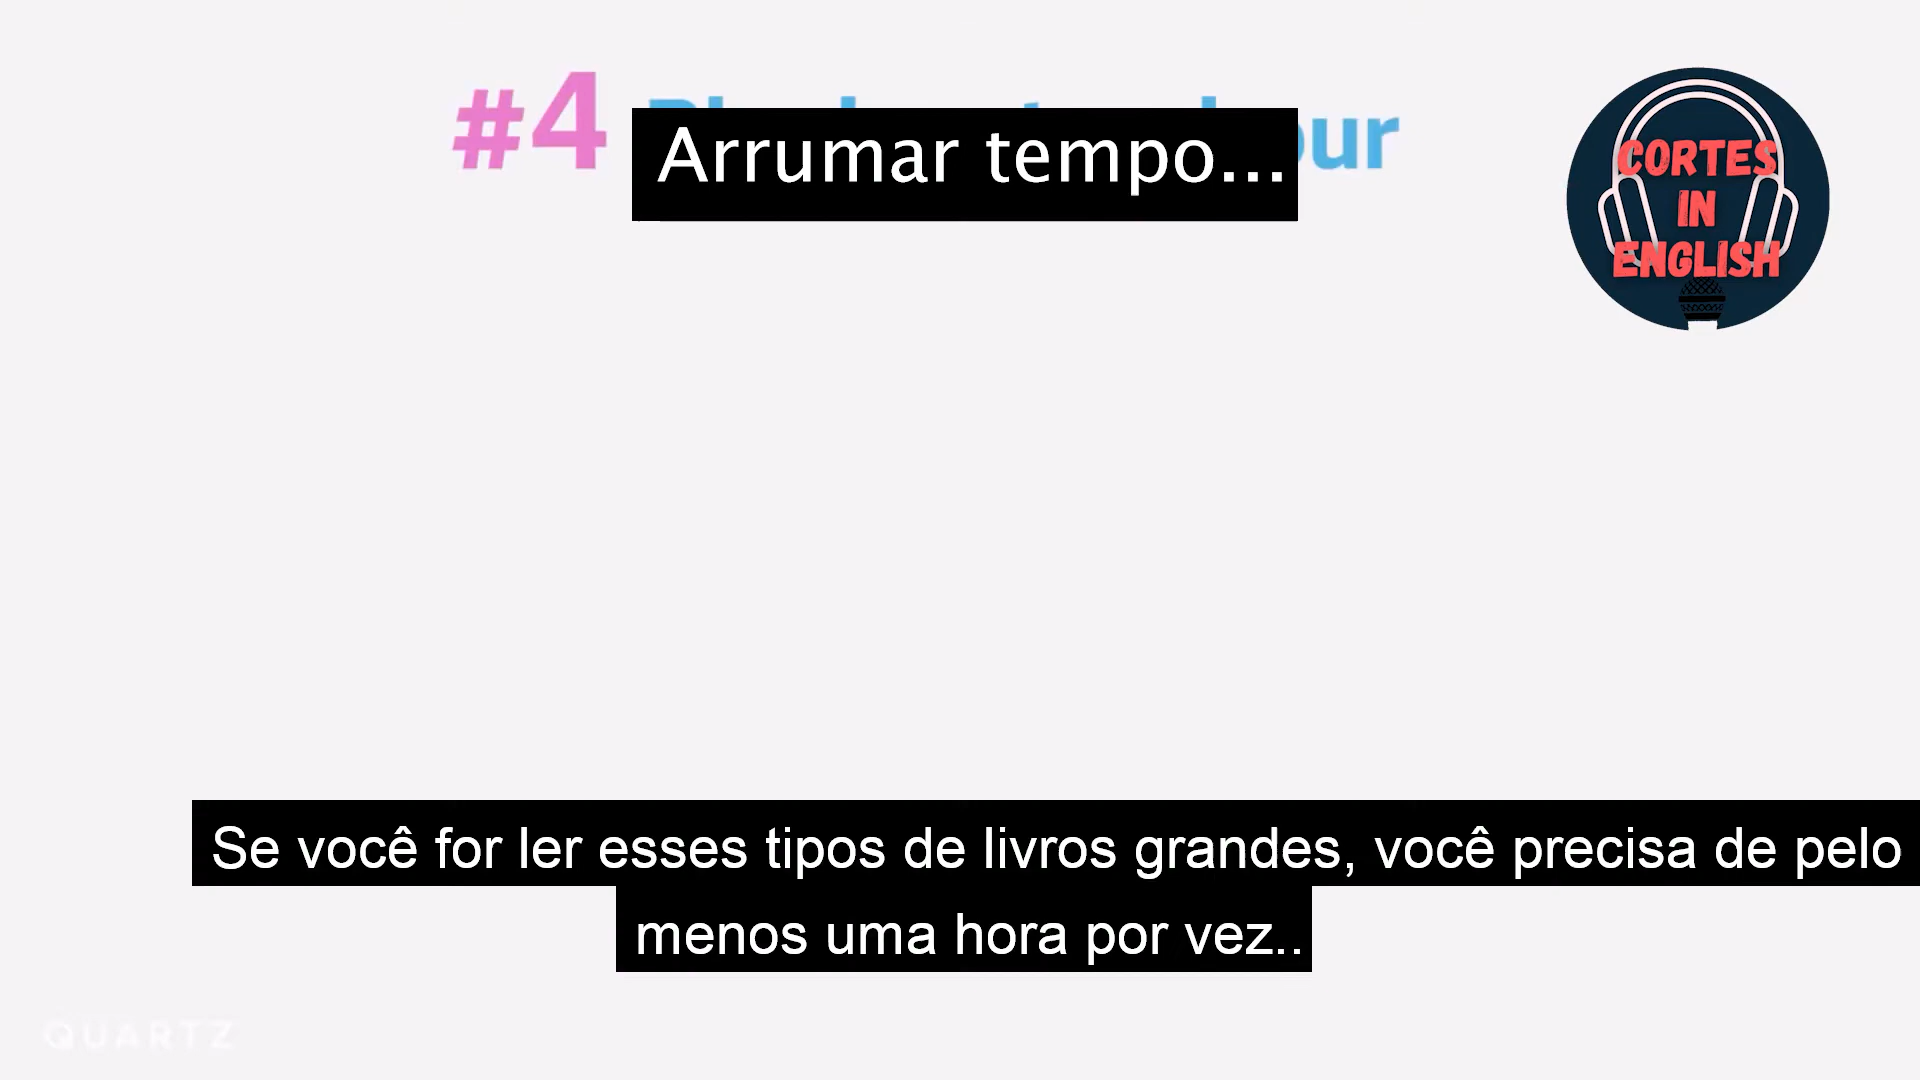 #4
Arrumar tempo...
CORTES
IN
ENGLISH
Se você for ler esses tipos de livros grandes, você precisa de pelo
menos uma hora por vez..
QUARTZ